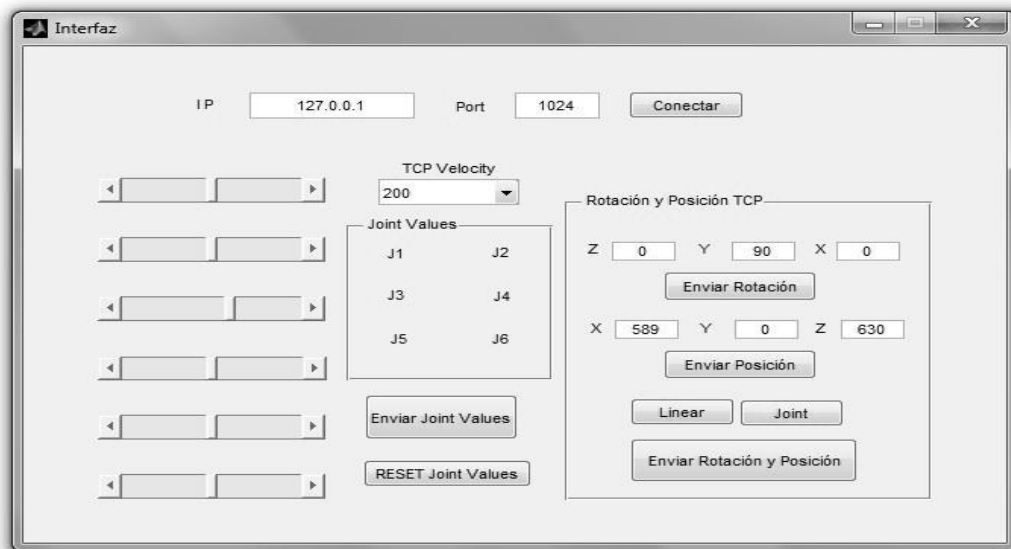 Interfaz
IP 127.0.0.1 Port 1024 Conectar
TCP Velocity
200
Joint Values
J1 J2
J3 J4
J5 J6
Enviar Joint Values
RESET Joint Values
Rotación y Posición TCP
Z 0 Y 90 X 0
Enviar Rotación
X 589 Y 0 Z 630
Enviar Posición
Linear Joint
Enviar Rotación y Posición